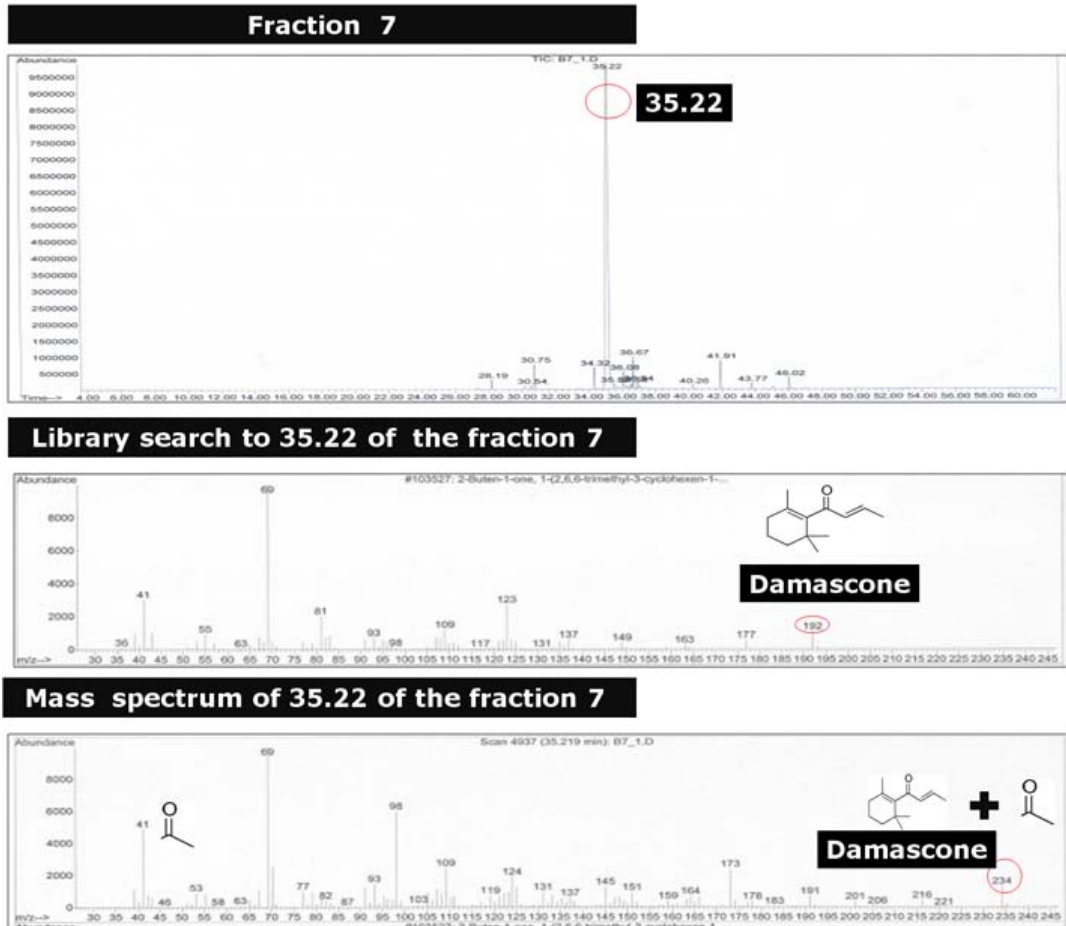 Fraction 7
Abundance
TIC: B7_1.D
9500000
9000000
8500000
8000000
7500000
7000000
6500000
6000000
5500000
5000000
4500000
4000000
3500000
3000000
2500000
2000000
1500000
1000000
500000
35.22
35.22
28.19 30.54 30.75 34.32 36.08 36.67 40.26 41.91 43.77 46.02
Time--> 4.00 6.00 8.00 10.00 12.00 14.00 16.00 18.00 20.00 22.00 24.00 26.00 28.00 30.00 32.00 34.00 36.00 38.00 40.00 42.00 44.00 46.00 48.00 50.00 52.00 54.00 56.00 58.00 60.00
Library search to 35.22 of the fraction 7
Abundance
#103527: 2-Buten-1-one, 1-(2,6,6-trimethyl-3-cyclohexen-1-...
8000
6000
4000
2000
0
O
Damascone
36 41 55 63 69 81 93 98 109 117 123 131 137 149 163 177 192
m/z--> 30 35 40 45 50 55 60 65 70 75 80 85 90 95 100 105 110 115 120 125 130 135 140 145 150 155 160 165 170 175 180 185 190 195 200 205 210 215 220 225 230 235 240 245
Mass spectrum of 35.22 of the fraction 7
Abundance
Scan 4937 (35.219 min): B7_1.D
8000
6000
4000
2000
0
O
O
O
Damascone
41 46 53 58 63 69 77 82 87 93 98 103 109 119 124 131 137 145 151 159 164 173 178 183 191 201 206 216 221 234
m/z--> 30 35 40 45 50 55 60 65 70 75 80 85 90 95 100 105 110 115 120 125 130 135 140 145 150 155 160 165 170 175 180 185 190 195 200 205 210 215 220 225 230 235 240 245